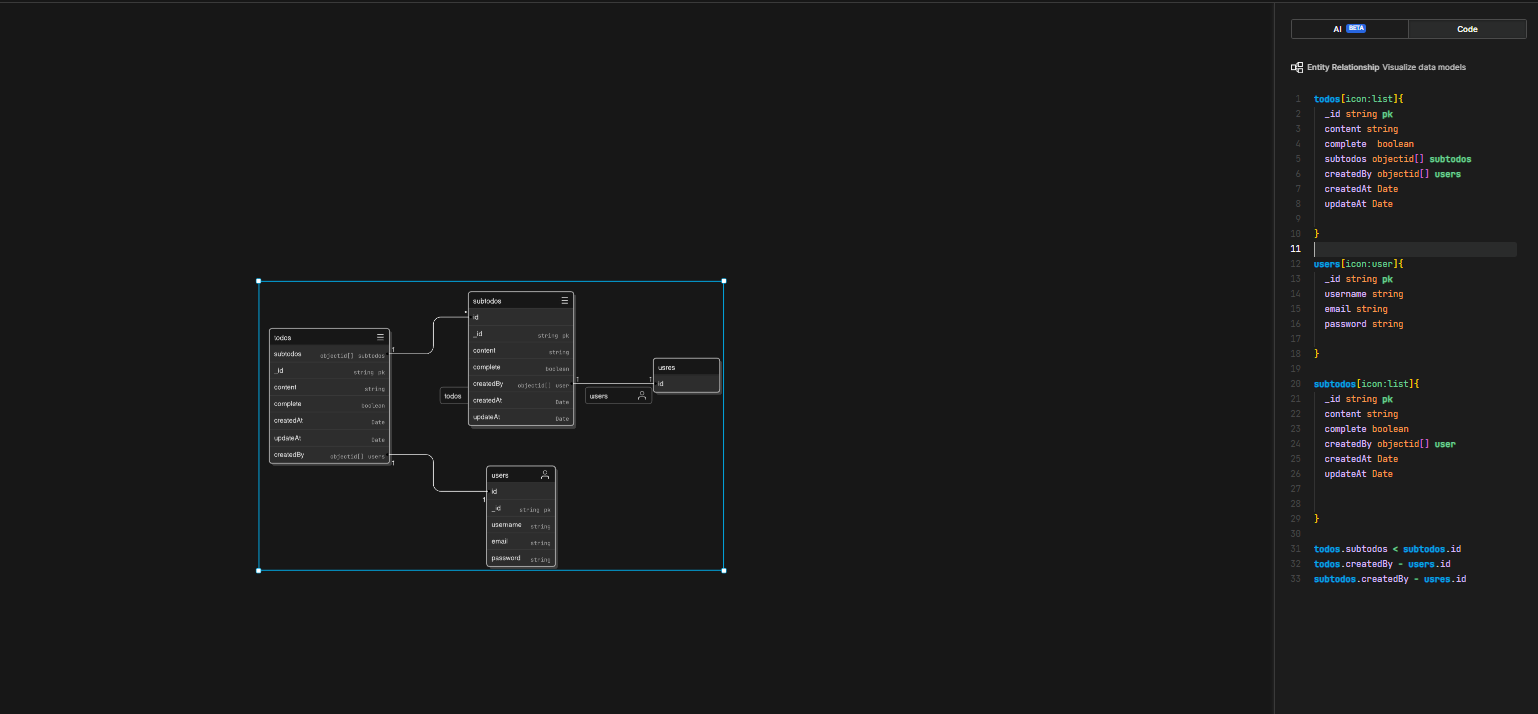 AI BETA
Code
Entity Relationship Visualize data models
1 todos[icon:list]{
2 _id string pk
3 content string
4 complete  boolean
5 subtodos objectid[] subtodos
6 createdBy objectid[] users
7 createdAt Date
8 updateAt Date
9
10 }
11
12 users[icon:user]{
13 _id string pk
14 username string
15 email string
16 password string
17
18 }
19
20 subtodos[icon:list]{
21 _id string pk
22 content string
23 complete boolean
24 createdBy objectid[] user
25 createdAt Date
26 updateAt Date
27
28
29 }
30
31 todos.subtodos < subtodos.id
32 todos.createdBy - users.id
33 subtodos.createdBy - usres.id
todos
subtodos objectid[] subtodos
_id string pk
content string
complete boolean
createdAt Date
updateAt Date
createdBy objectid[] users
1
1
*
subtodos
id
_id string pk
content string
complete boolean
createdBy objectid[] user
createdAt Date
updateAt Date
todos
1
1
usres
id
users
1
users
id
_id string pk
username string
email string
password string